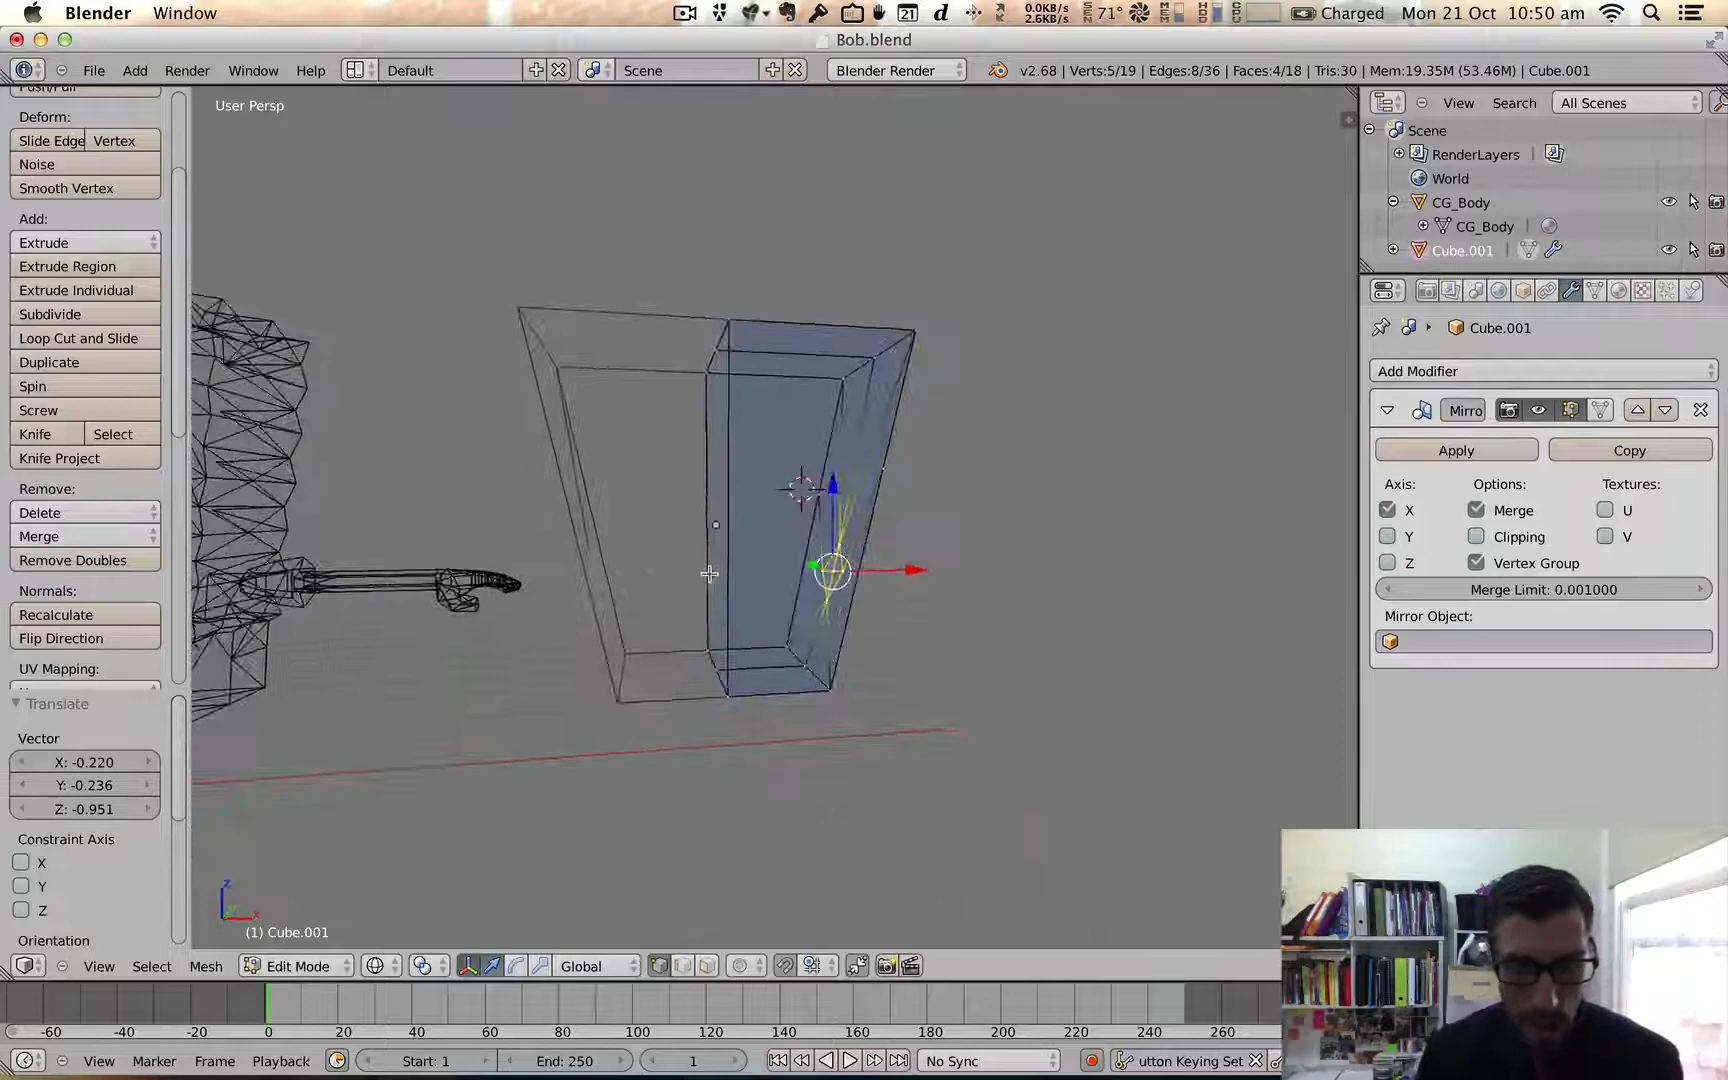 Blender Window
21 d 0.0KB/s 2.6KB/s SEN 71° MEM HD CPU Charged Mon 21 Oct 10:50 am
Bob.blend
File Add Render Window Help Default Scene Blender Render v2.68 | Verts:5/19 | Edges:8/36 | Faces:4/18 | Tris:30 | Mem:19.35M (53.46M) | Cube.001
Push/Pull
Deform:
Slide Edge Vertex
Noise
Smooth Vertex
Add:
Extrude
Extrude Region
Extrude Individual
Subdivide
Loop Cut and Slide
Duplicate
Spin
Screw
Knife Select
Knife Project
Remove:
Delete
Merge
Remove Doubles
Normals:
Recalculate
Flip Direction
UV Mapping:
Translate
Vector
X: -0.220
Y: -0.236
Z: -0.951
Constraint Axis
X
Y
Z
Orientation
User Persp
z
x
(1) Cube.001
View Search All Scenes
Scene
RenderLayers
World
CG_Body
CG_Body
Cube.001
Cube.001
Add Modifier
Mirro
Apply Copy
Axis: Options: Textures:
X Merge U
Y Clipping V
Z Vertex Group
Merge Limit: 0.001000
Mirror Object:
View Select Mesh Edit Mode Global
-60 -40 -20 0 20 40 60 80 100 120 140 160 180 200 220 240 260
View Marker Frame Playback Start: 1 End: 250 1 No Sync utton Keying Set